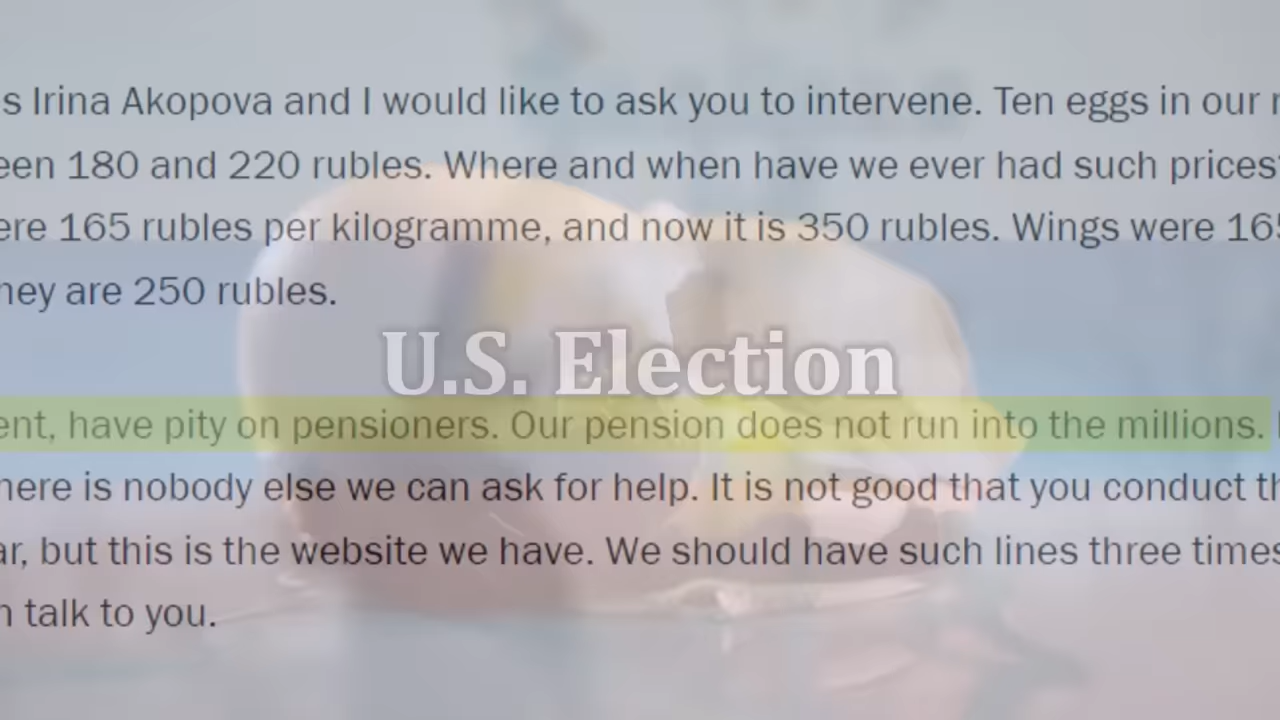 s Irina Akopova and I would like to ask you to intervene. Ten eggs in our
een 180 and 220 rubles. Where and when have we ever had such prices?
ere 165 rubles per kilogramme, and now it is 350 rubles. Wings were 165
hey are 250 rubles.
U.S. Election
ent, have pity on pensioners. Our pension does not run into the millions.
here is nobody else we can ask for help. It is not good that you conduct th
ar, but this is the website we have. We should have such lines three times
n talk to you.